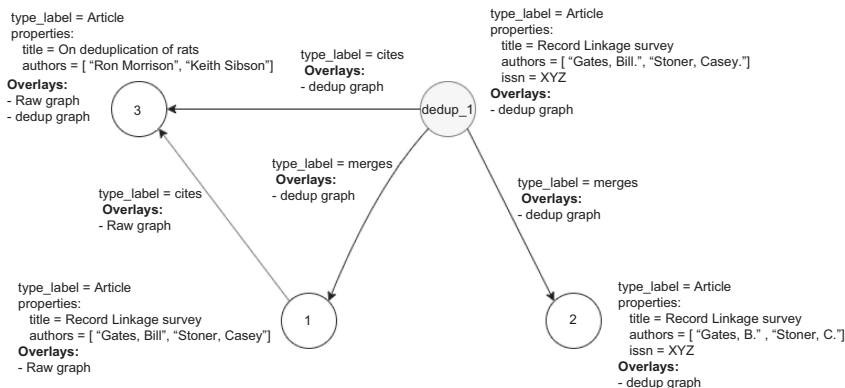 type_label = Article
properties:
title = On deduplication of rats
authors = [ “Ron Morrison”, “Keith Sibson”]
Overlays:
- Raw graph
- dedup graph
3
type_label = cites
Overlays:
- dedup graph
dedup_1
type_label = Article
properties:
title = Record Linkage survey
authors = [ “Gates, Bill.”, “Stoner, Casey.”]
issn = XYZ
Overlays:
- dedup graph
type_label = merges
Overlays:
- dedup graph
type_label = merges
Overlays:
- dedup graph
type_label = cites
Overlays:
- Raw graph
type_label = Article
properties:
title = Record Linkage survey
authors = [ “Gates, Bill”, “Stoner, Casey”]
Overlays:
- Raw graph
1
2
type_label = Article
properties:
title = Record Linkage survey
authors = [ “Gates, B.” , “Stoner, C.”]
issn = XYZ
Overlays:
- dedup graph